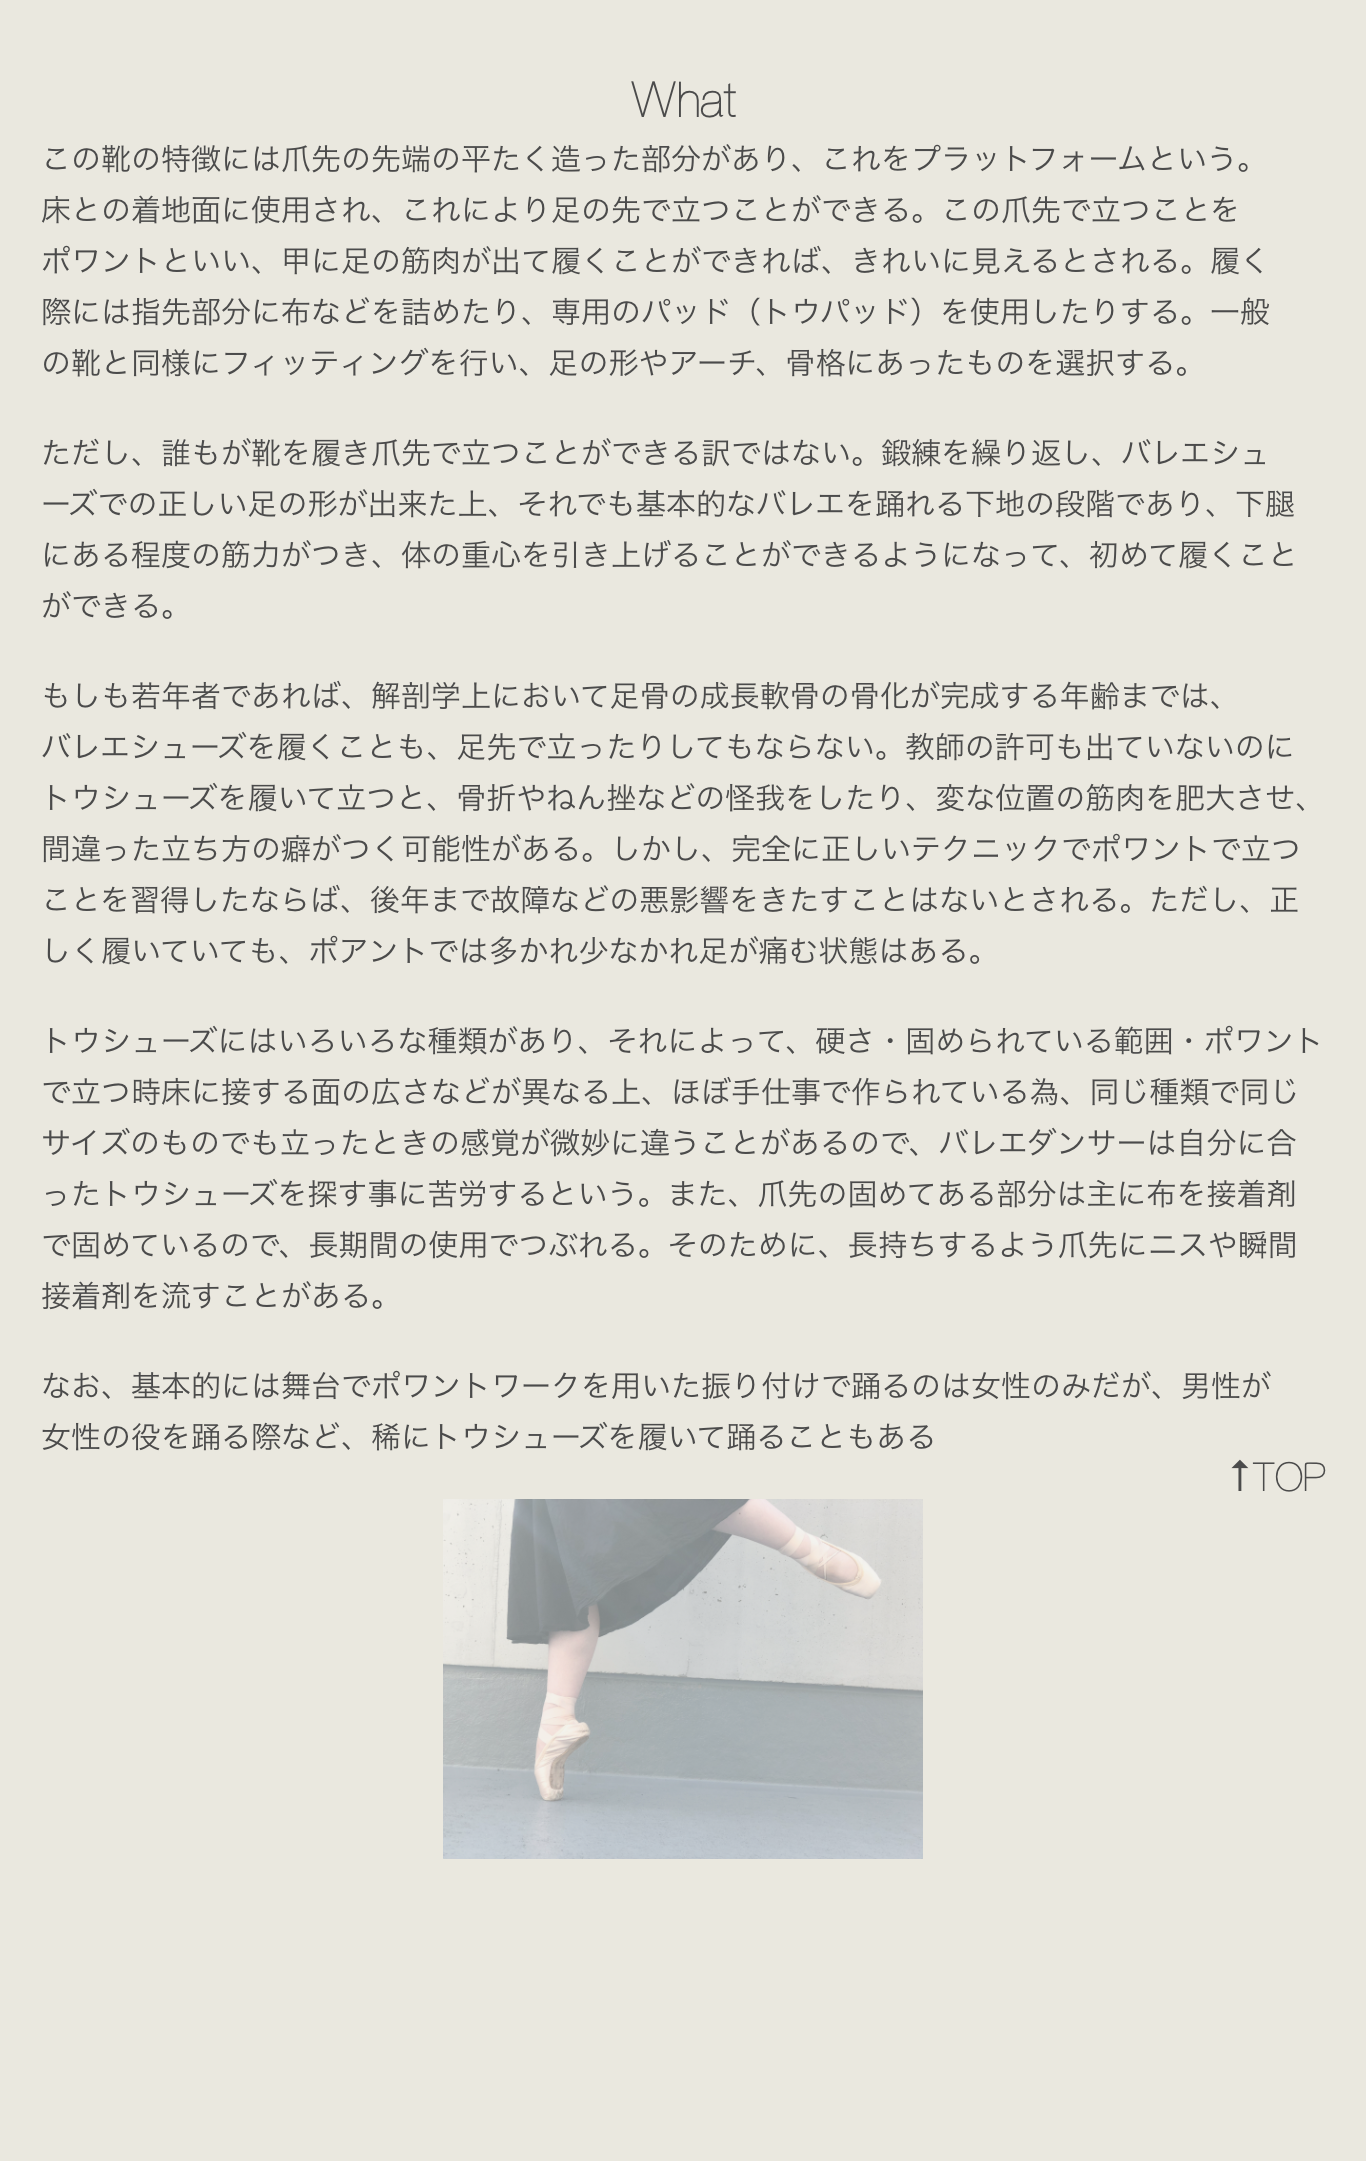 What
この靴の特徴には爪先の先端の平たく造った部分があり、これをプラットフォームという。
床との着地面に使用され、これにより足の先で立つことができる。この爪先で立つことを
ポワントといい、甲に足の筋肉が出て履くことができれば、きれいに見えるとされる。履く
際には指先部分に布などを詰めたり、専用のパッド（トウパッド）を使用したりする。一般
の靴と同様にフィッティングを行い、足の形やアーチ、骨格にあったものを選択する。
ただし、誰もが靴を履き爪先で立つことができる訳ではない。鍛練を繰り返し、バレエシュ
ーズでの正しい足の形が出来た上、それでも基本的なバレエを踊れる下地の段階であり、下腿
にある程度の筋力がつき、体の重心を引き上げることができるようになって、初めて履くこと
ができる。
もしも若年者であれば、解剖学上において足骨の成長軟骨の骨化が完成する年齢までは、
バレエシューズを履くことも、足先で立ったりしてもならない。教師の許可も出ていないのに
トウシューズを履いて立つと、骨折やねん挫などの怪我をしたり、変な位置の筋肉を肥大させ、
間違った立ち方の癖がつく可能性がある。しかし、完全に正しいテクニックでポワントで立つ
ことを習得したならば、後年まで故障などの悪影響をきたすことはないとされる。ただし、正
しく履いていても、ポアントでは多かれ少なかれ足が痛む状態はある。
トウシューズにはいろいろな種類があり、それによって、硬さ・固められている範囲・ポワント
で立つ時床に接する面の広さなどが異なる上、ほぼ手仕事で作られている為、同じ種類で同じ
サイズのものでも立ったときの感覚が微妙に違うことがあるので、バレエダンサーは自分に合
ったトウシューズを探す事に苦労するという。また、爪先の固めてある部分は主に布を接着剤
で固めているので、長期間の使用でつぶれる。そのために、長持ちするよう爪先にニスや瞬間
接着剤を流すことがある。
なお、基本的には舞台でポワントワークを用いた振り付けで踊るのは女性のみだが、男性が
女性の役を踊る際など、稀にトウシューズを履いて踊ることもある
↑TOP